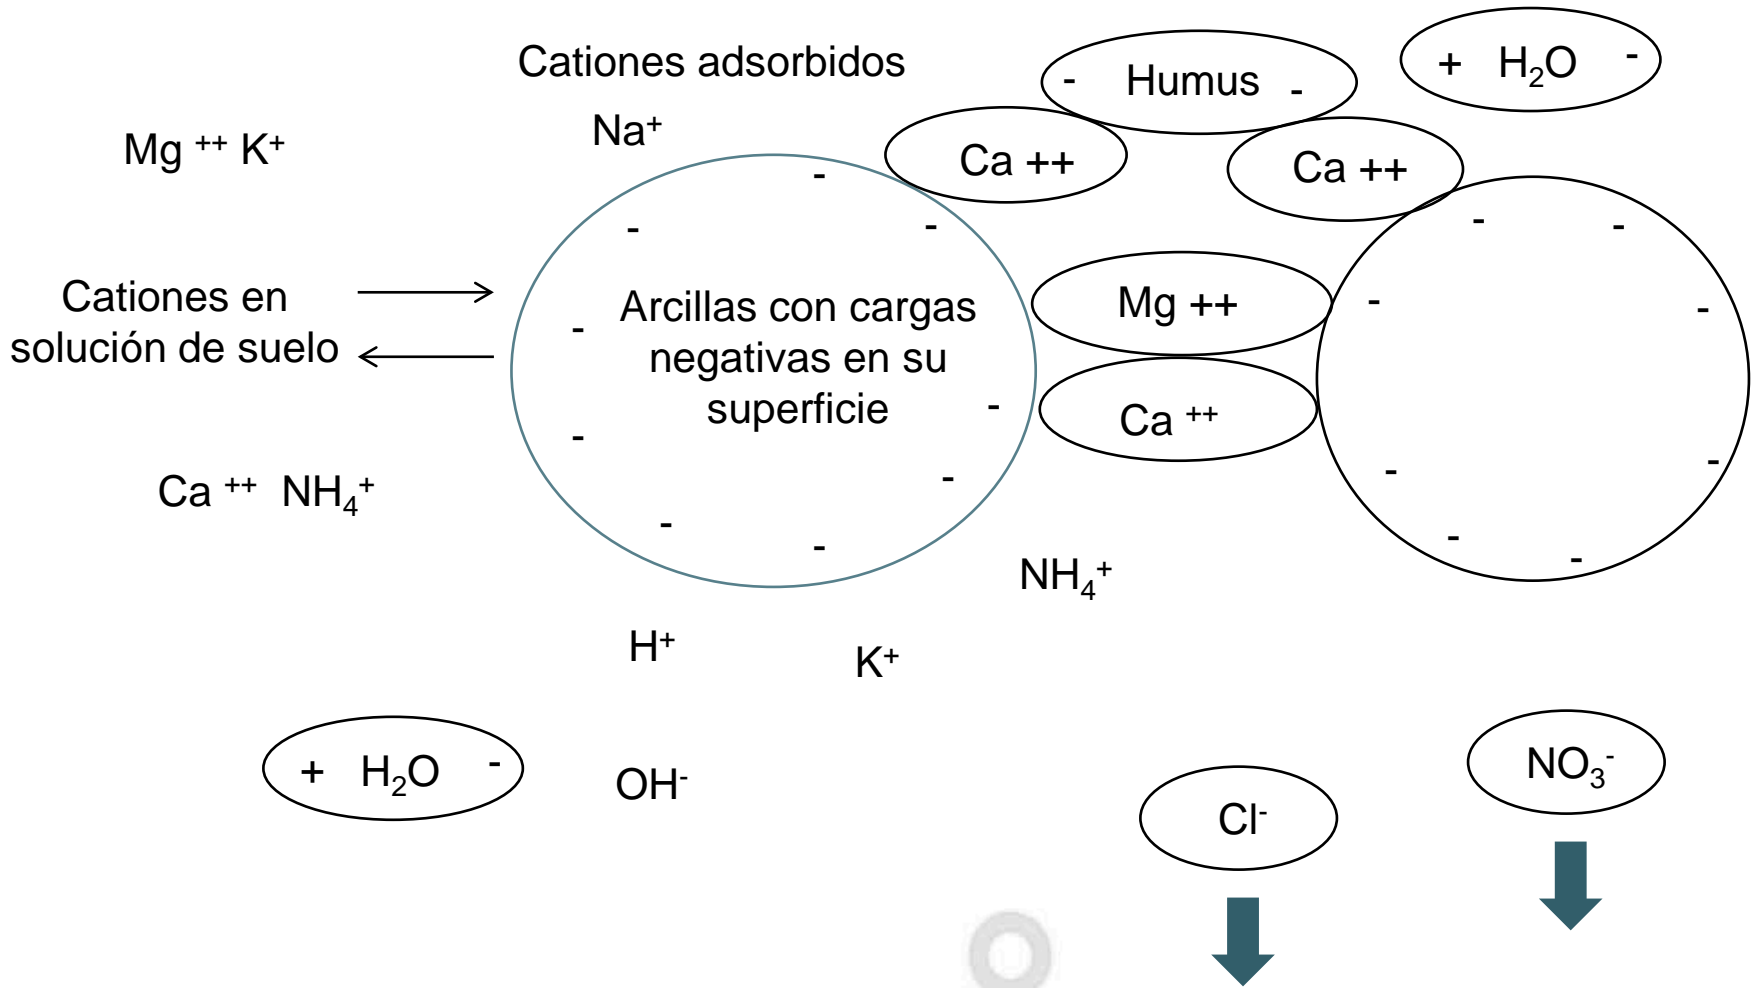 Cationes adsorbidos
- Humus -
+ H₂O -
Na⁺
Mg ⁺⁺ K⁺
Ca ++
Ca ++
-
- -
- -
Cationes en
solución de suelo
Arcillas con cargas
negativas en su
superficie
-
-
-
-
-
Mg ++
Ca ⁺⁺
-
-
-
-
-
-
Ca ⁺⁺ NH₄⁺
-
-
NH₄⁺
H⁺
K⁺
+ H₂O -
OH⁻
Cl⁻
NO₃⁻